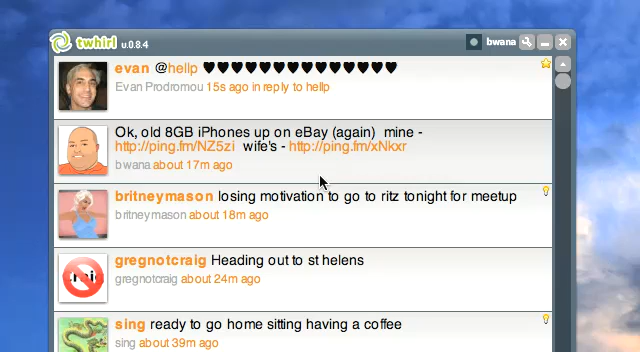 twhirl v.0.8.4
bwana
evan @hellp ♥♥♥♥♥♥♥♥♥♥♥♥♥♥
Evan Prodromou 15s ago in reply to hellp
Ok, old 8GB iPhones up on eBay (again) mine -
http://ping.fm/NZ5zi wife's - http://ping.fm/xNkxr
bwana about 17m ago
britneymason losing motivation to go to ritz tonight for meetup
britneymason about 18m ago
gregnotcraig Heading out to st helens
gregnotcraig about 24m ago
sing ready to go home sitting having a coffee
sing about 39m ago